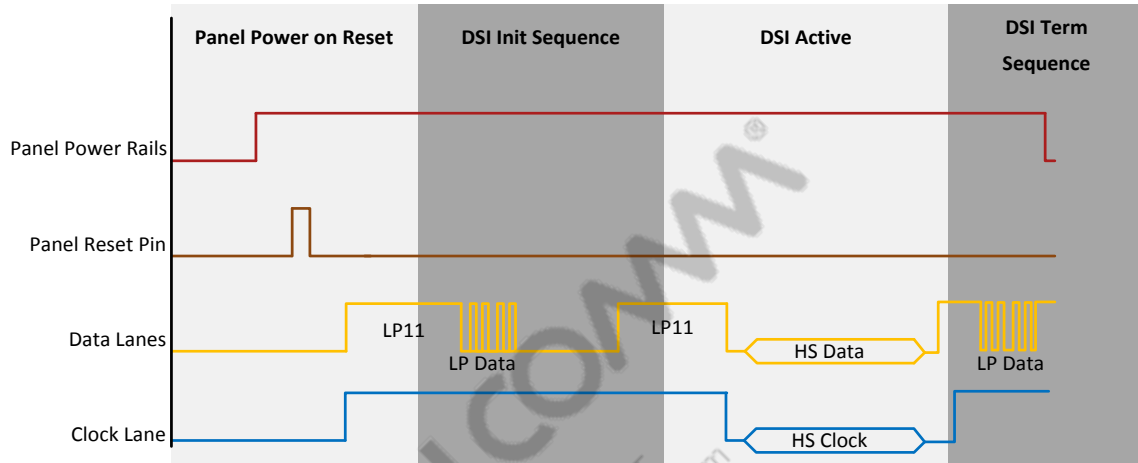 Panel Power on Reset
DSI Init Sequence
DSI Active
DSI Term
Sequence
Panel Power Rails
Panel Reset Pin
Data Lanes
LP11
LP Data
LP11
HS Data
LP Data
Clock Lane
HS Clock
COMM®